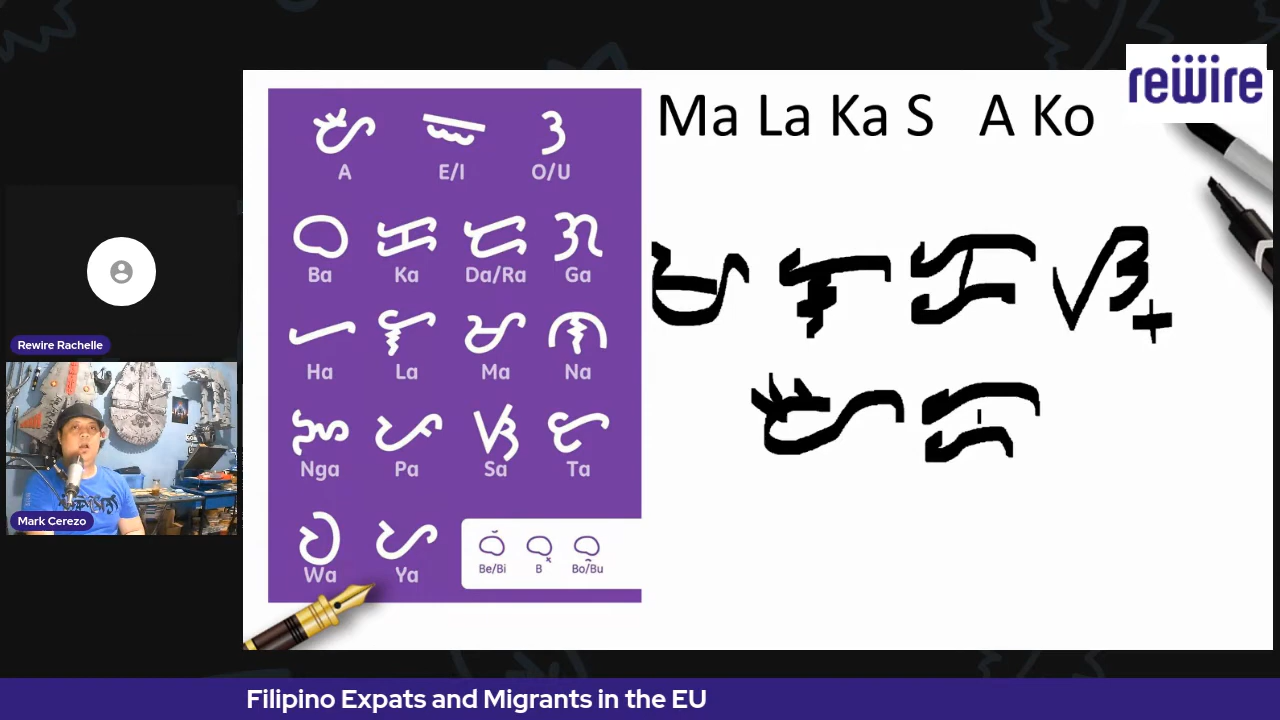 rewire
Ma La Ka S A Ko
ᜀ ᜁ ᜂ
A E/I O/U
ᜊ ᜃ ᜇ ᜄ
Ba Ka Da/Ra Ga
ᜑ ᜎ ᜋ ᜈ
Ha La Ma Na
ᜅ ᜉ ᜐ ᜆ
Nga Pa Sa Ta
ᜏ ᜌ
Wa Ya
ᜊᜒ ᜊ᜔ ᜊᜓ
Be/Bi B Bo/Bu
ᜋᜎᜃᜐ᜔
ᜀ
Rewire Rachelle
Mark Cerezo
Filipino Expats and Migrants in the EU